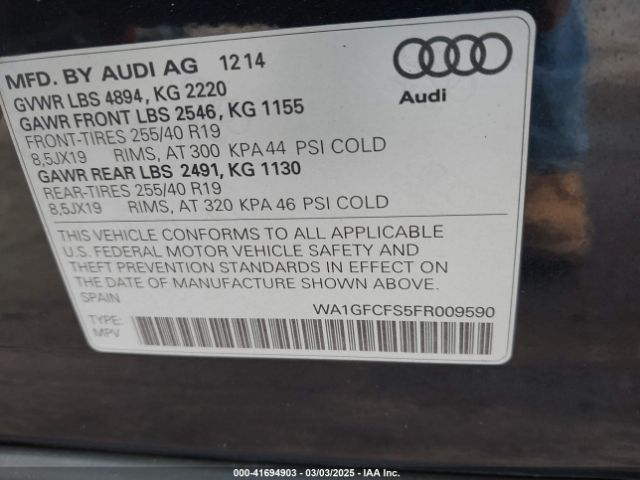 MFD. BY AUDI AG 1214
GVWR LBS 4894, KG 2220
GAWR FRONT LBS 2546, KG 1155
FRONT-TIRES 255/40 R19
8,5JX19 RIMS, AT 300 KPA 44 PSI COLD
GAWR REAR LBS 2491, KG 1130
REAR-TIRES 255/40 R19
8,5JX19 RIMS, AT 320 KPA 46 PSI COLD
Audi
THIS VEHICLE CONFORMS TO ALL APPLICABLE
U.S. FEDERAL MOTOR VEHICLE SAFETY AND
THEFT PREVENTION STANDARDS IN EFFECT ON
THE DATE OF MANUFACTURE SHOWN ABOVE.
SPAIN
WA1GFCFS5FR009590
TYPE:
MPV
000-41694903 - 03/03/2025 - IAA Inc.